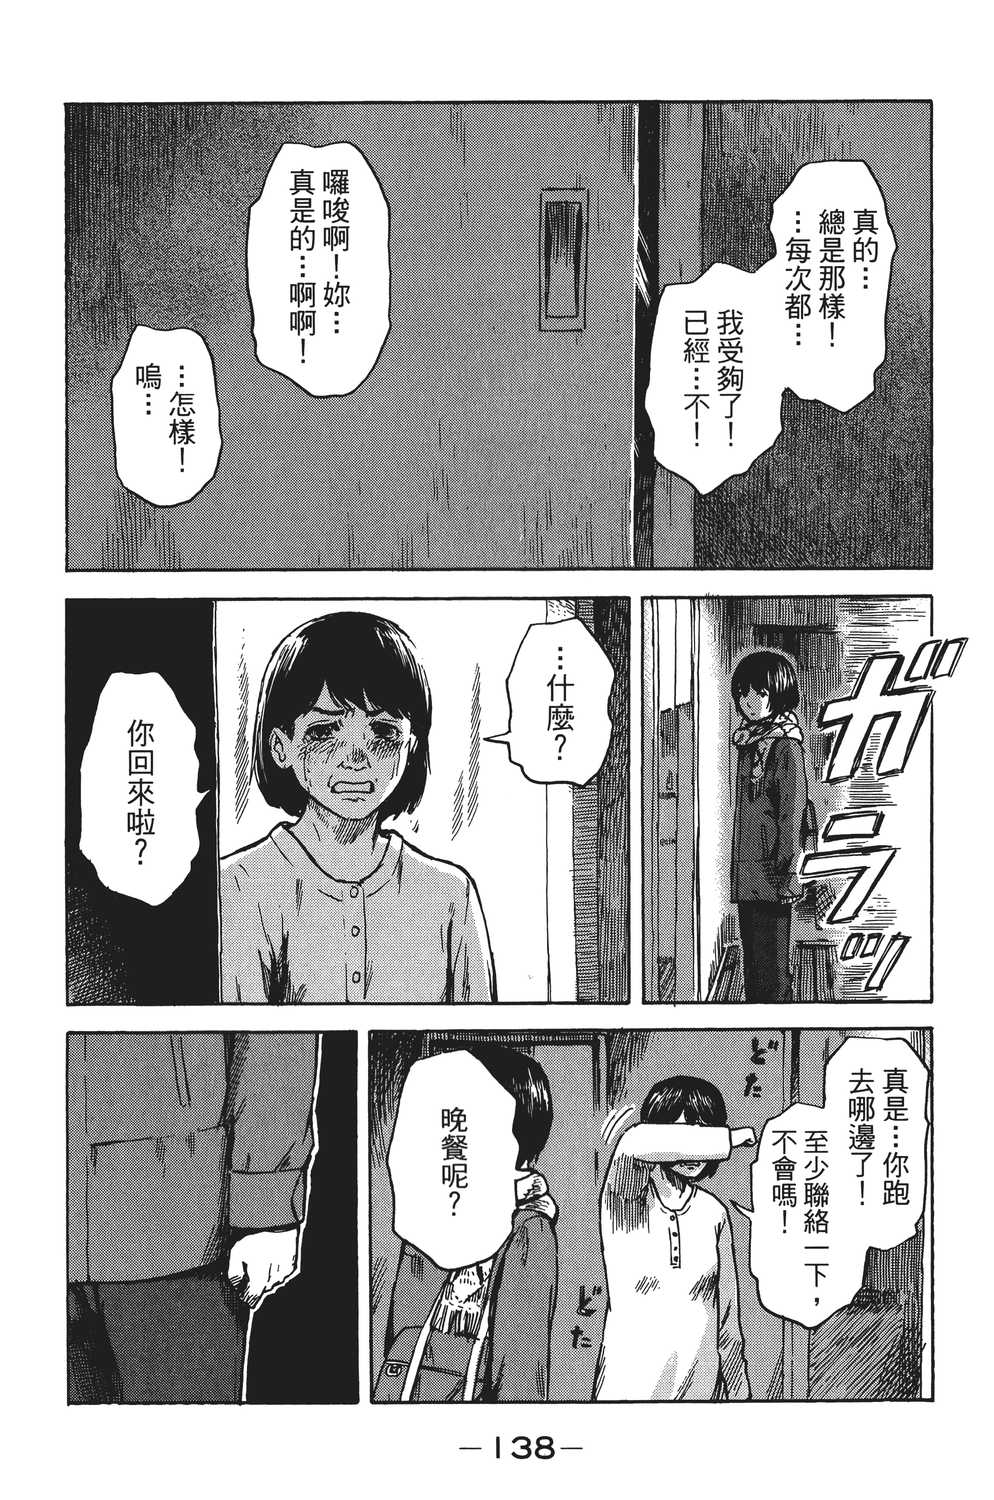 真的⋯
總是那樣！
⋯每次都⋯
我受夠了！
已經⋯不！
囉唆啊！妳⋯
真是的⋯啊啊！
⋯怎樣！
嗚⋯
ガラッ
⋯什麼？
你回來啦？
真是⋯你跑
去哪邊了！
至少聯絡一下，
不會嗎！
どた
どた
晚餐呢？
—138—